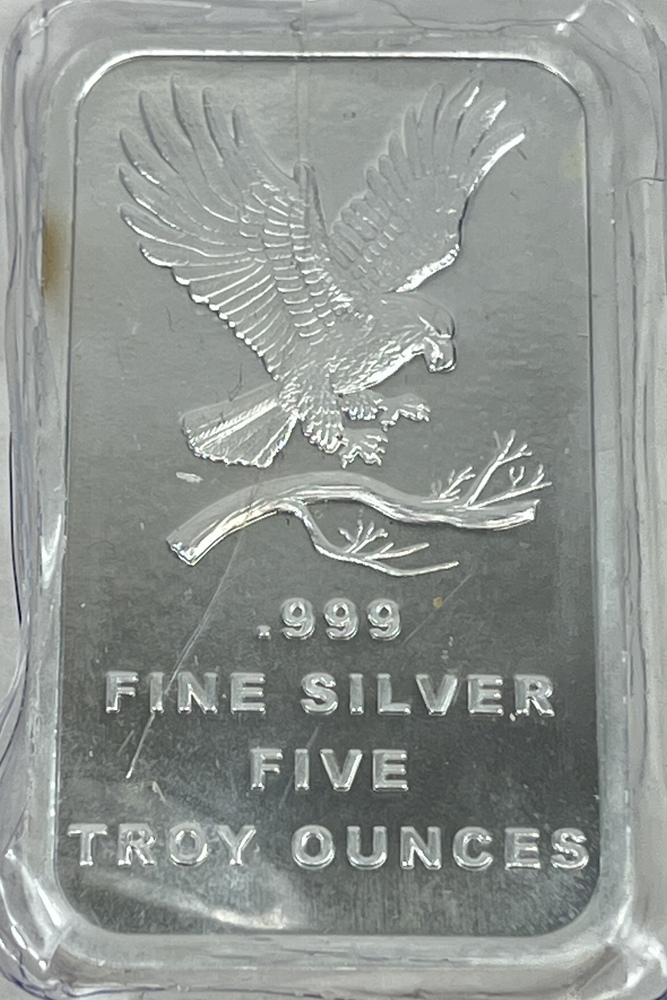 .999
FINE SILVER
FIVE
TROY OUNCES